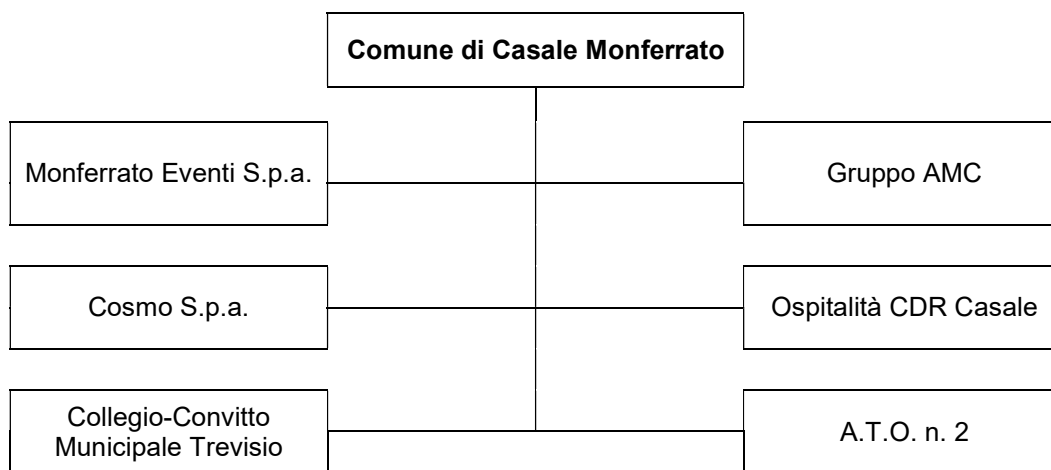 Comune di Casale Monferrato
Monferrato Eventi S.p.a.
Gruppo AMC
Cosmo S.p.a.
Ospitalità CDR Casale
Collegio-Convitto
Municipale Trevisio
A.T.O. n. 2